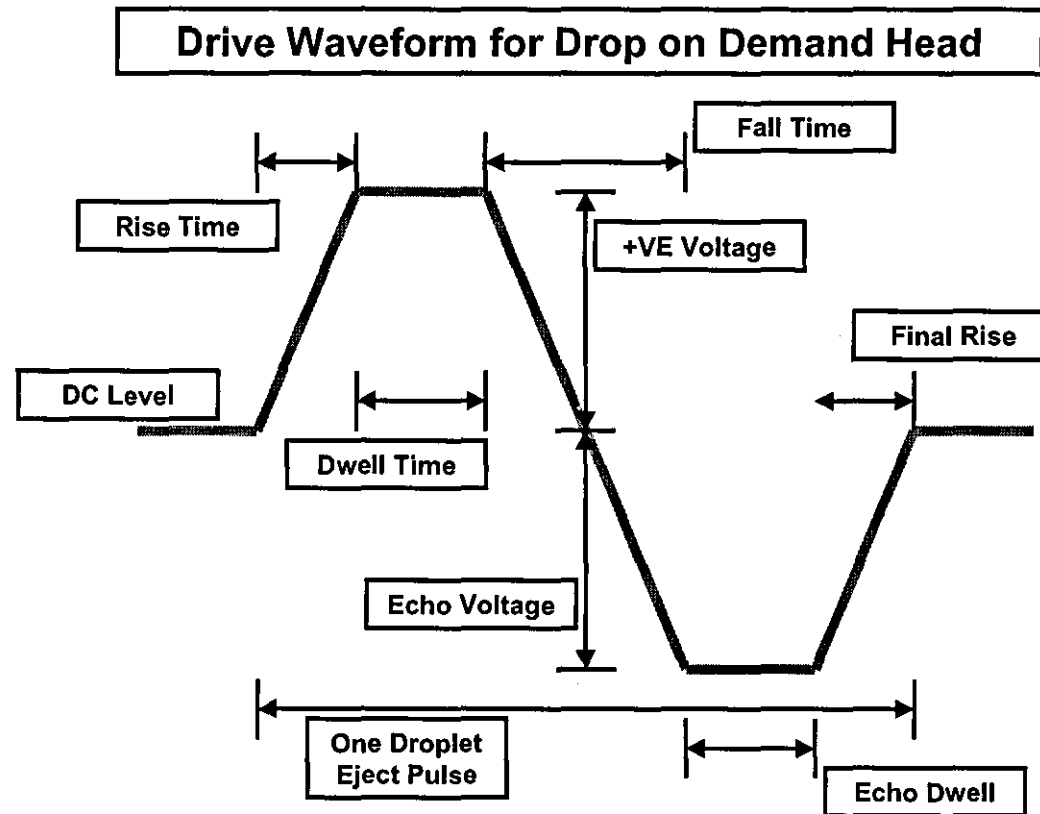 Drive Waveform for Drop on Demand Head
Fall Time
Rise Time
+VE Voltage
Final Rise
DC Level
Dwell Time
Echo Voltage
One Droplet
Eject Pulse
Echo Dwell